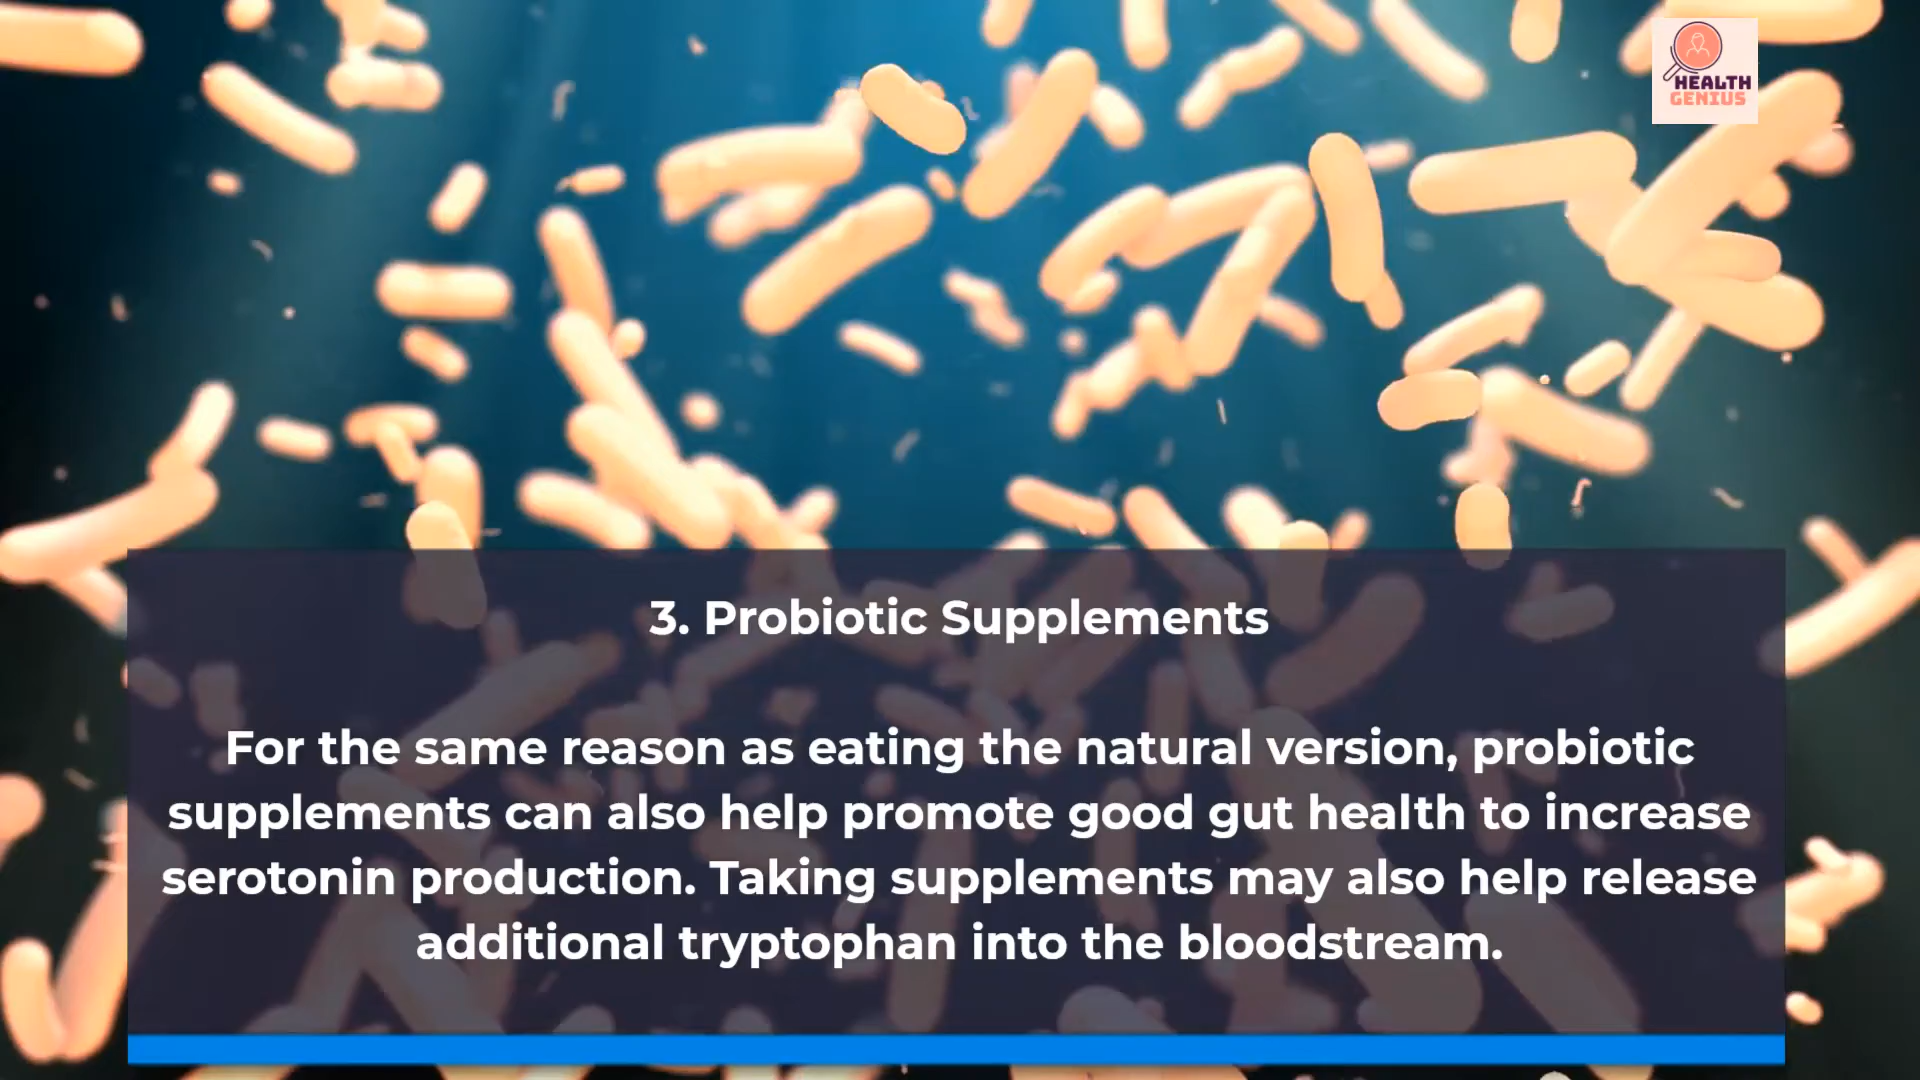 HEALTH
GENIUS
3. Probiotic Supplements
For the same reason as eating the natural version, probiotic
supplements can also help promote good gut health to increase
serotonin production. Taking supplements may also help release
additional tryptophan into the bloodstream.